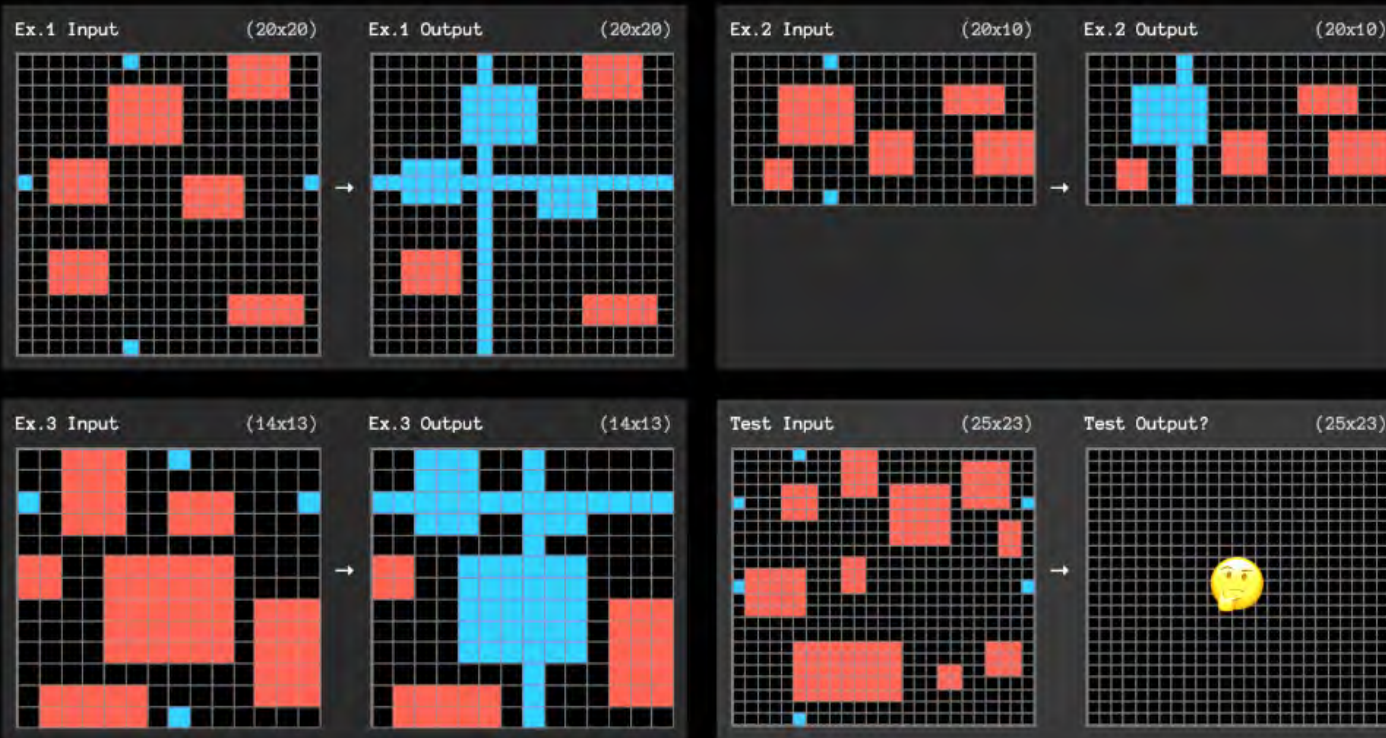 Ex.1 Input (20x20)
Ex.1 Output (20x20)
Ex.2 Input (20x10)
Ex.2 Output (20x10)
→
→
Ex.3 Input (14x13)
Ex.3 Output (14x13)
Test Input (25x23)
Test Output? (25x23)
→
→